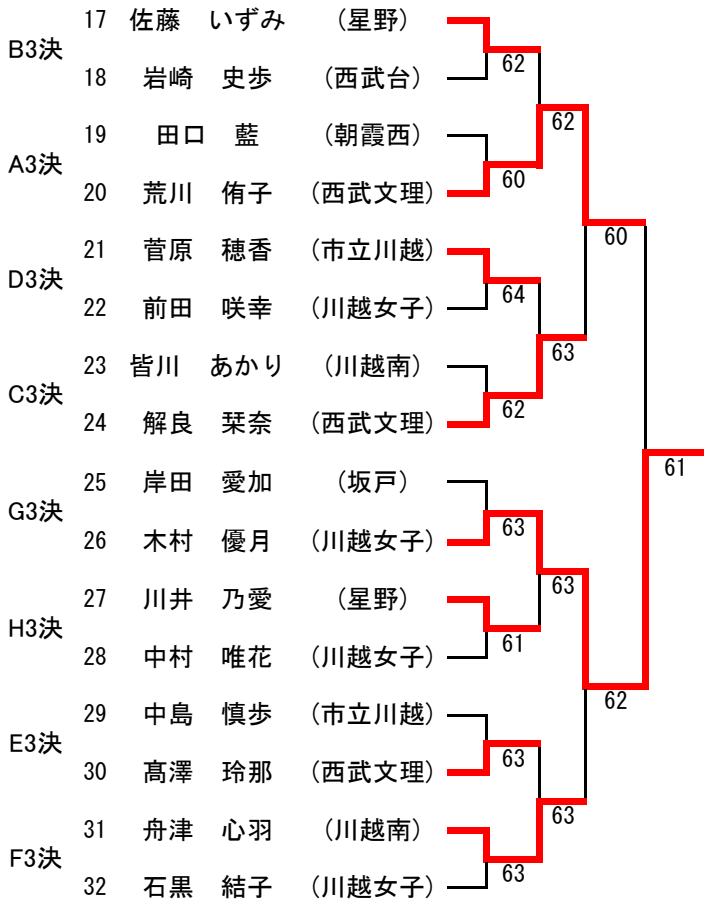 17 佐藤 いずみ (星野)
B3決
62
18 岩崎 史歩 (西武台)
62
19 田口 藍 (朝霞西)
A3決
60
20 荒川 侑子 (西武文理)
60
21 菅原 穂香 (市立川越)
D3決
64
22 前田 咲幸 (川越女子)
63
23 皆川 あかり (川越南)
C3決
62
24 解良 栞奈 (西武文理)
61
25 岸田 愛加 (坂戸)
G3決
63
26 木村 優月 (川越女子)
63
27 川井 乃愛 (星野)
H3決
61
28 中村 唯花 (川越女子)
62
29 中島 慎歩 (市立川越)
E3決
63
30 髙澤 玲那 (西武文理)
63
31 舟津 心羽 (川越南)
F3決
63
32 石黒 結子 (川越女子)